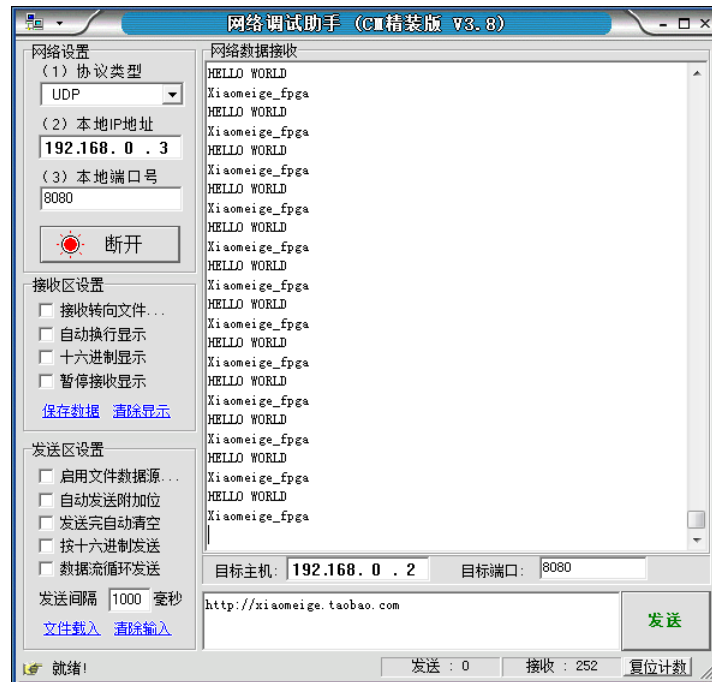 网络调试助手 (CⅢ精装版 V3.8)
网络设置
(1) 协议类型
UDP
(2) 本地IP地址
192.168. 0 . 3
(3) 本地端口号
8080
断开
接收区设置
接收转向文件...
自动换行显示
十六进制显示
暂停接收显示
保存数据 清除显示
发送区设置
启用文件数据源...
自动发送附加位
发送完自动清空
按十六进制发送
数据流循环发送
发送间隔 1000 毫秒
文件载入 清除输入
网络数据接收
HELLO WORLD
Xiaomeige_fpga
HELLO WORLD
Xiaomeige_fpga
HELLO WORLD
Xiaomeige_fpga
HELLO WORLD
Xiaomeige_fpga
HELLO WORLD
Xiaomeige_fpga
HELLO WORLD
Xiaomeige_fpga
HELLO WORLD
Xiaomeige_fpga
HELLO WORLD
Xiaomeige_fpga
HELLO WORLD
Xiaomeige_fpga
HELLO WORLD
Xiaomeige_fpga
HELLO WORLD
Xiaomeige_fpga
HELLO WORLD
Xiaomeige_fpga
目标主机: 192.168. 0 . 2 目标端口: 8080
http://xiaomeige.taobao.com
发送
就绪! 发送 : 0 接收 : 252 复位计数